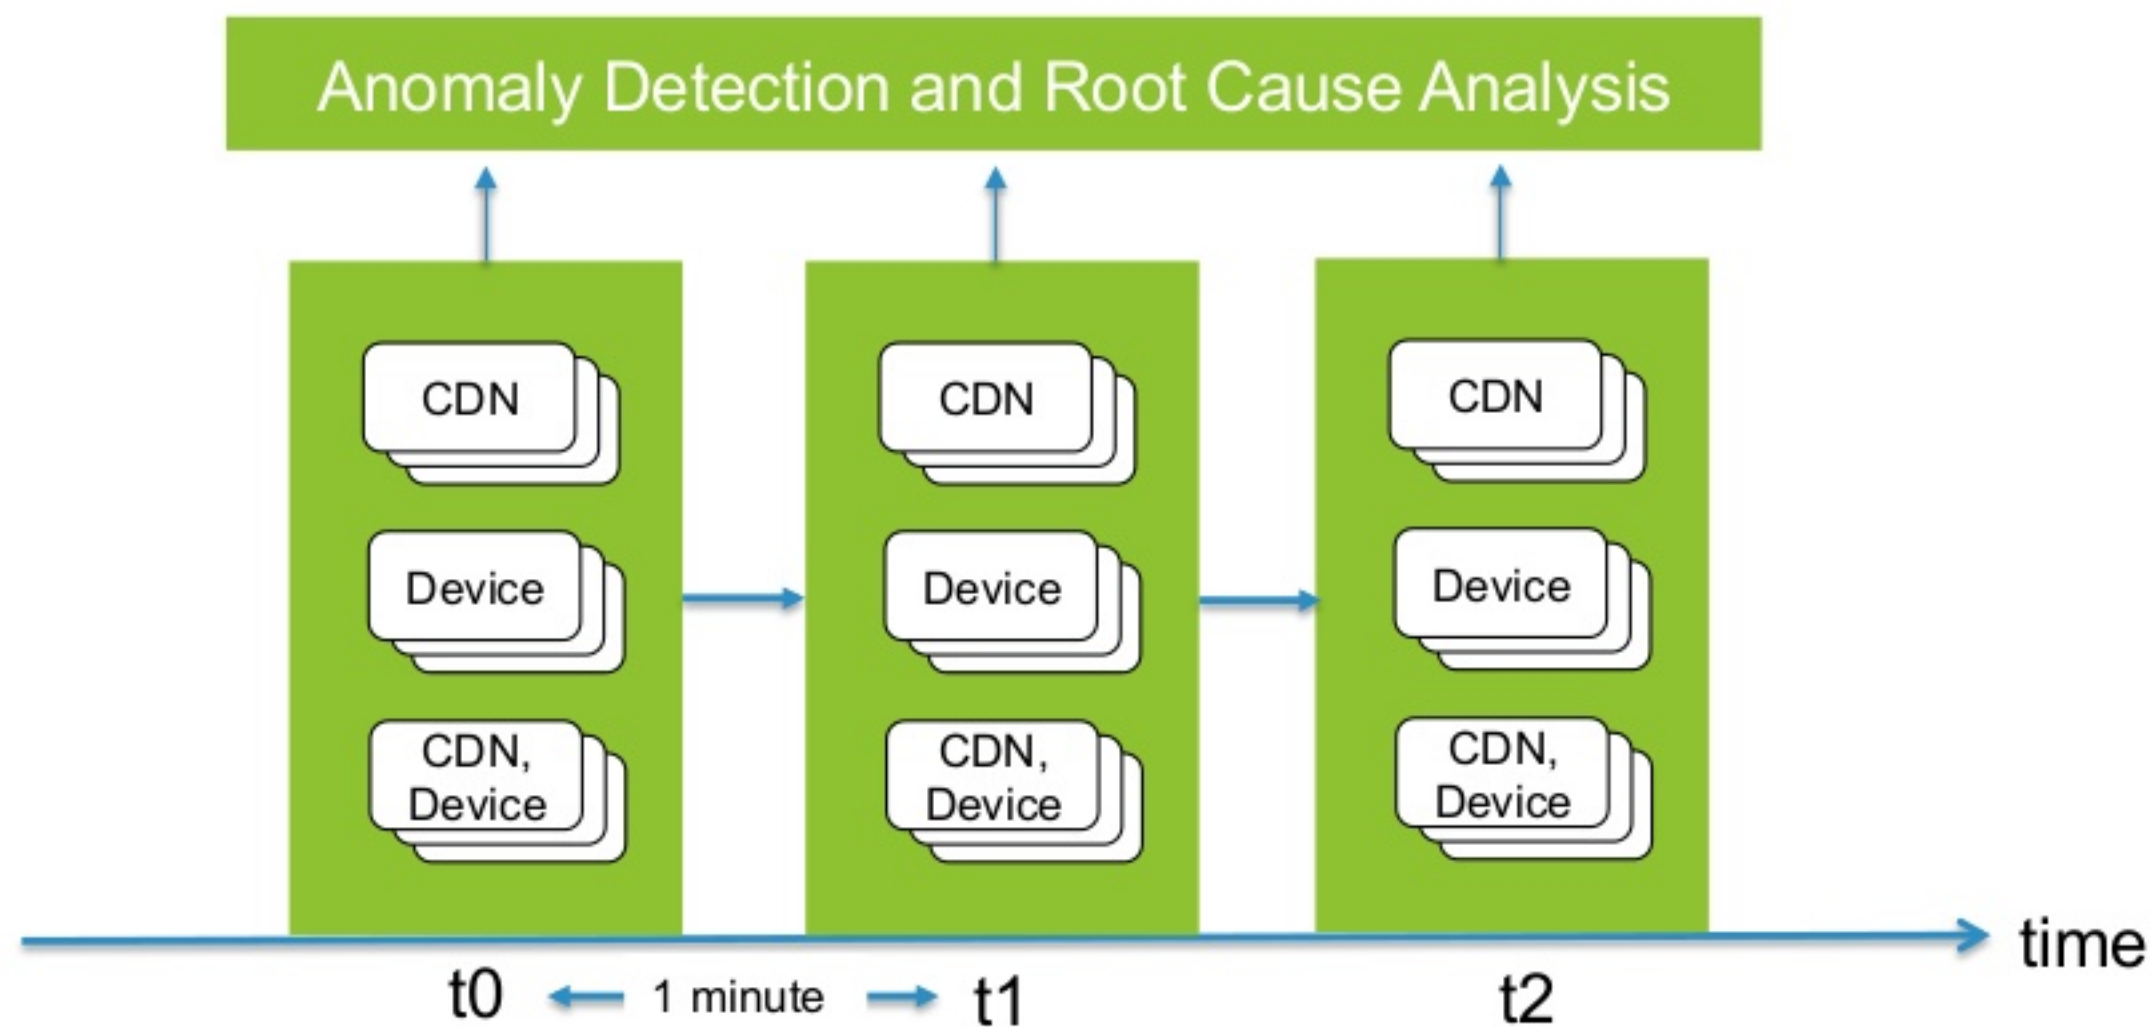 Anomaly Detection and Root Cause Analysis
CDN
CDN
CDN
Device
Device
Device
CDN,
Device
CDN,
Device
CDN,
Device
time
t0
1 minute
t1
t2